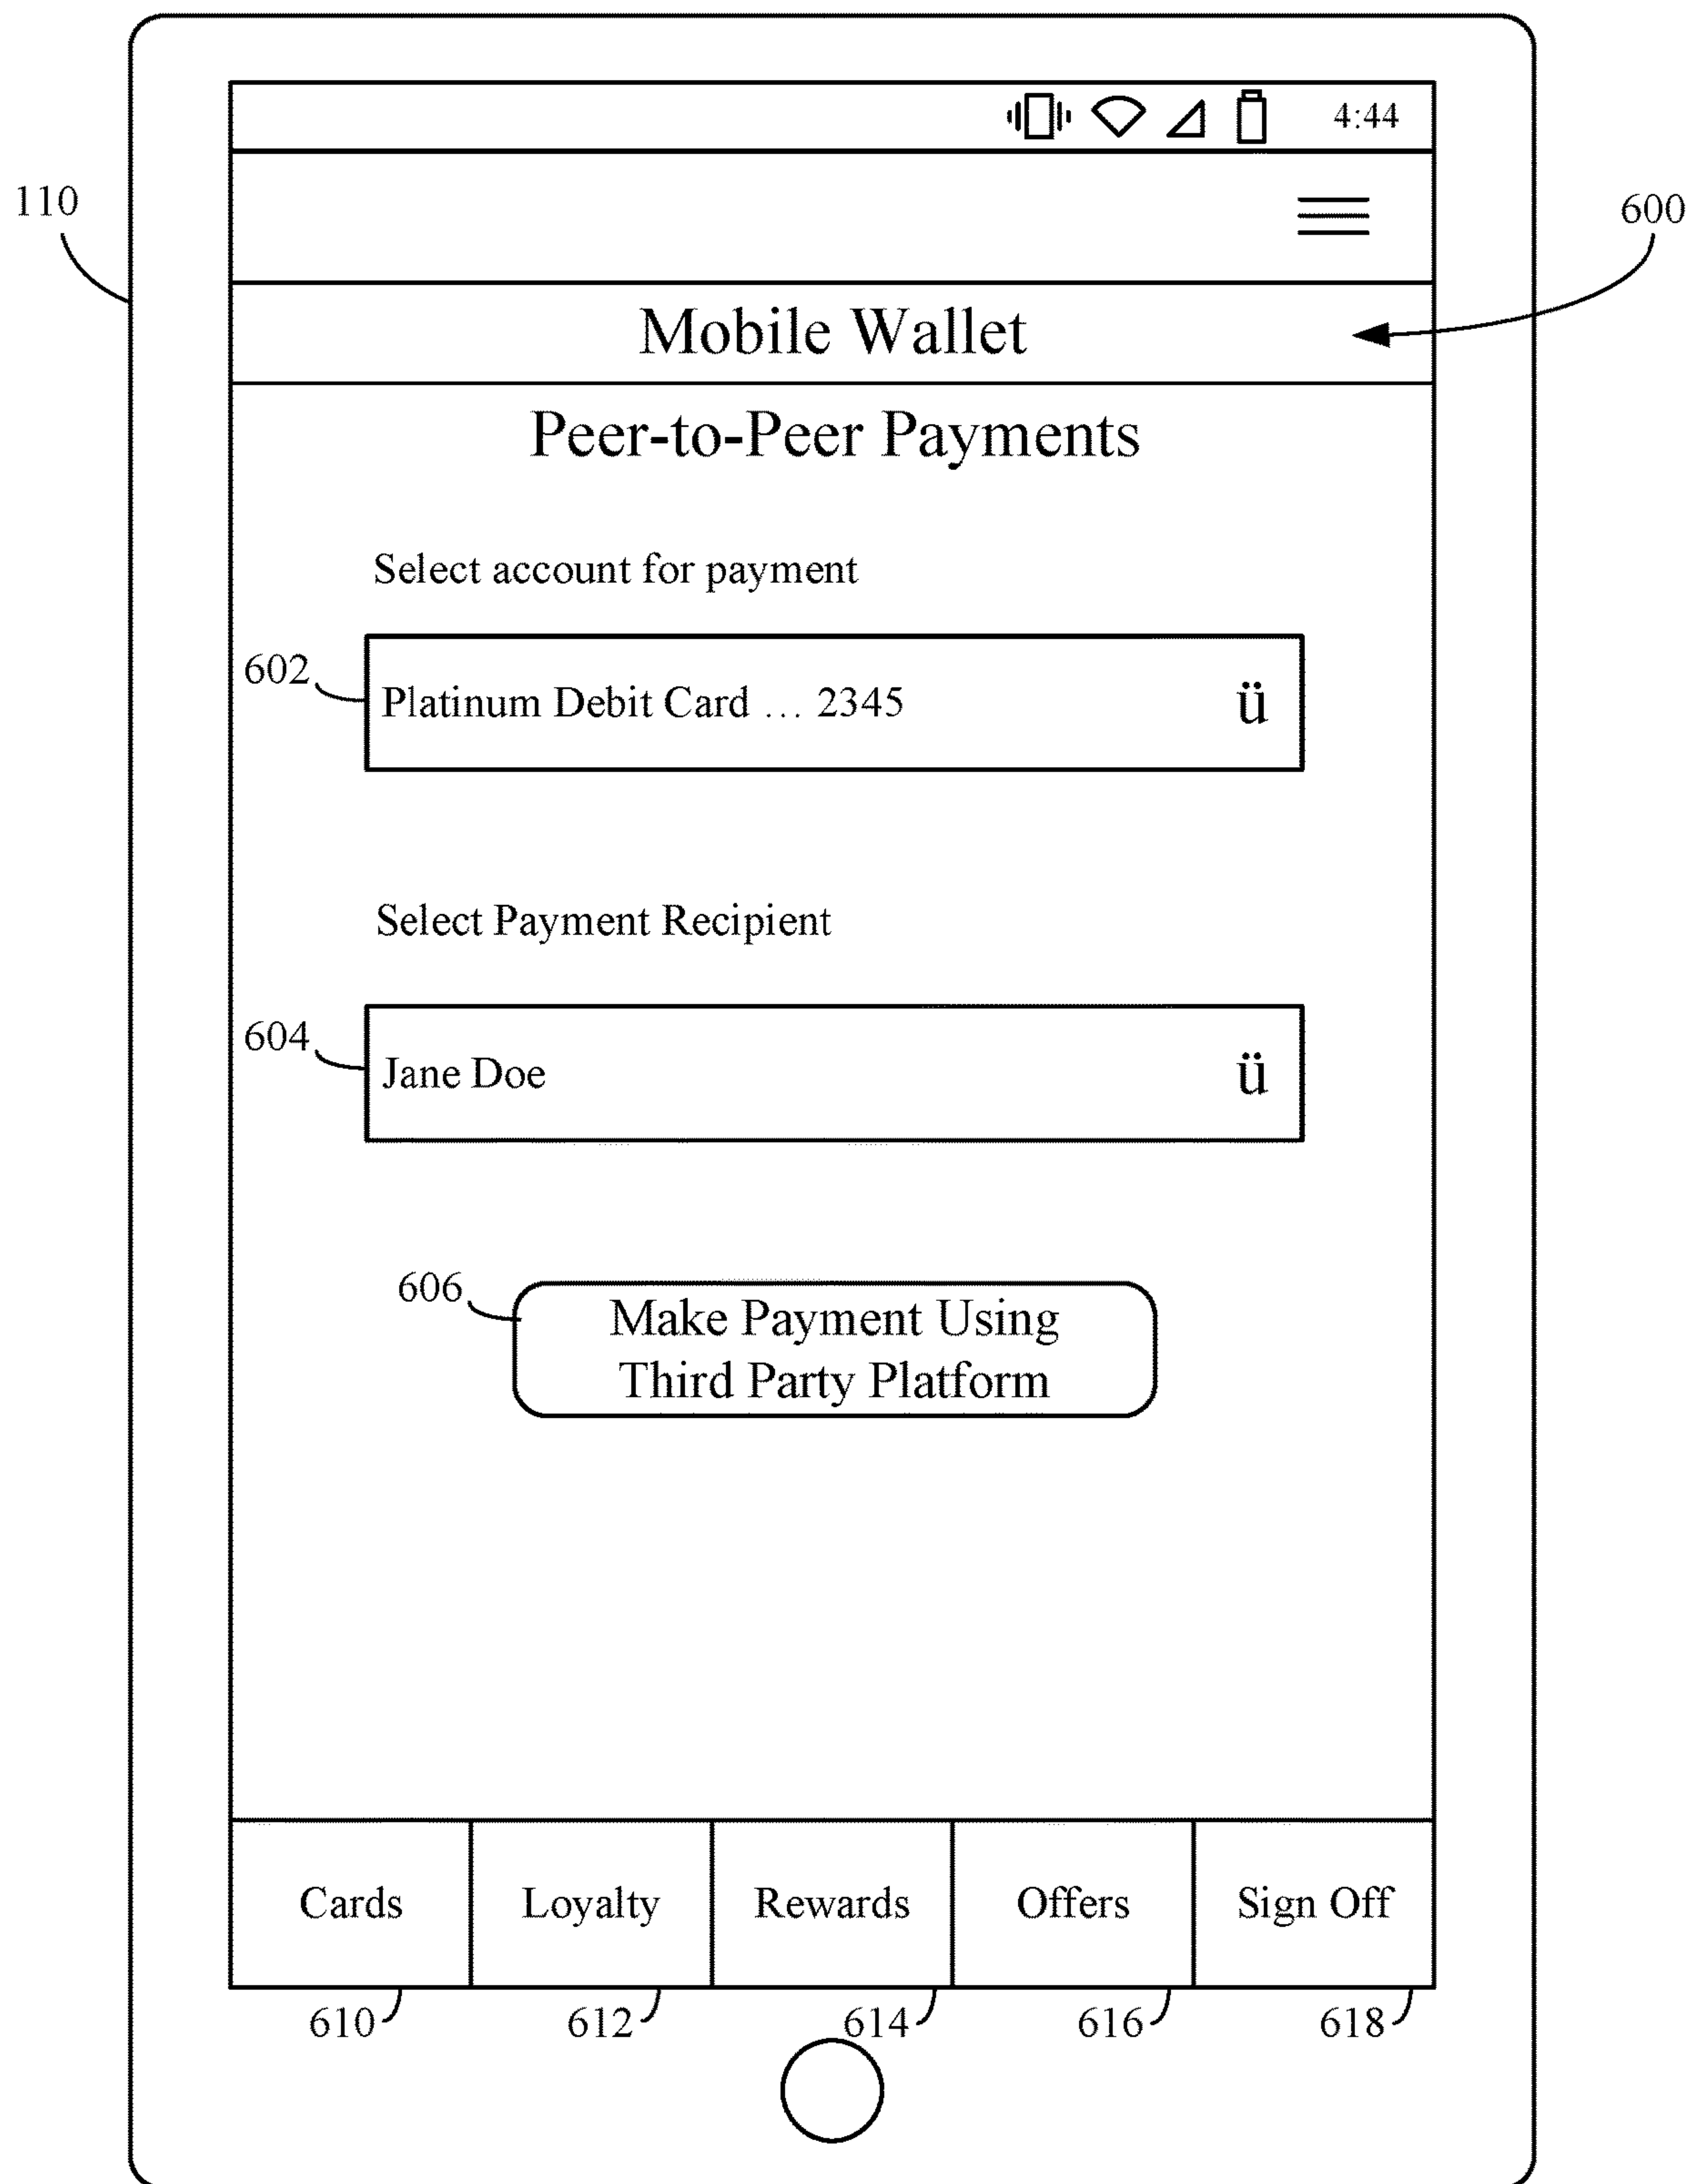 4:44
110
600
Mobile Wallet
Peer-to-Peer Payments
Select account for payment
602
Platinum Debit Card ... 2345 ü
Select Payment Recipient
604
Jane Doe ü
606
Make Payment Using
Third Party Platform
Cards Loyalty Rewards Offers Sign Off
610 612 614 616 618